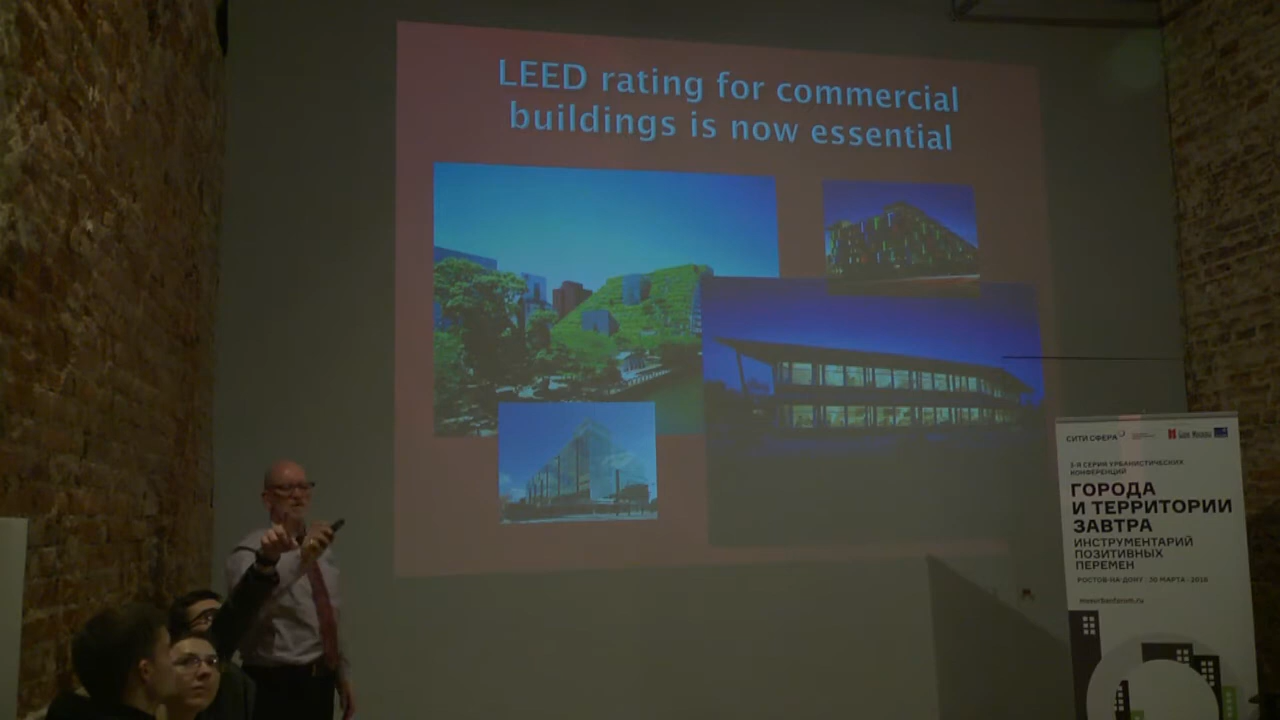 LEED rating for commercial
buildings is now essential
СИТИ СФЕРА
2-Я СЕРИЯ УРБАНИСТИЧЕСКИХ
КОНФЕРЕНЦИЙ
ГОРОДА
И ТЕРРИТОРИИ
ЗАВТРА
ИНСТРУМЕНТАРИЙ
ПОЗИТИВНЫХ
ПЕРЕМЕН
РОСТОВ-НА-ДОНУ | 30 МАРТА | 2016